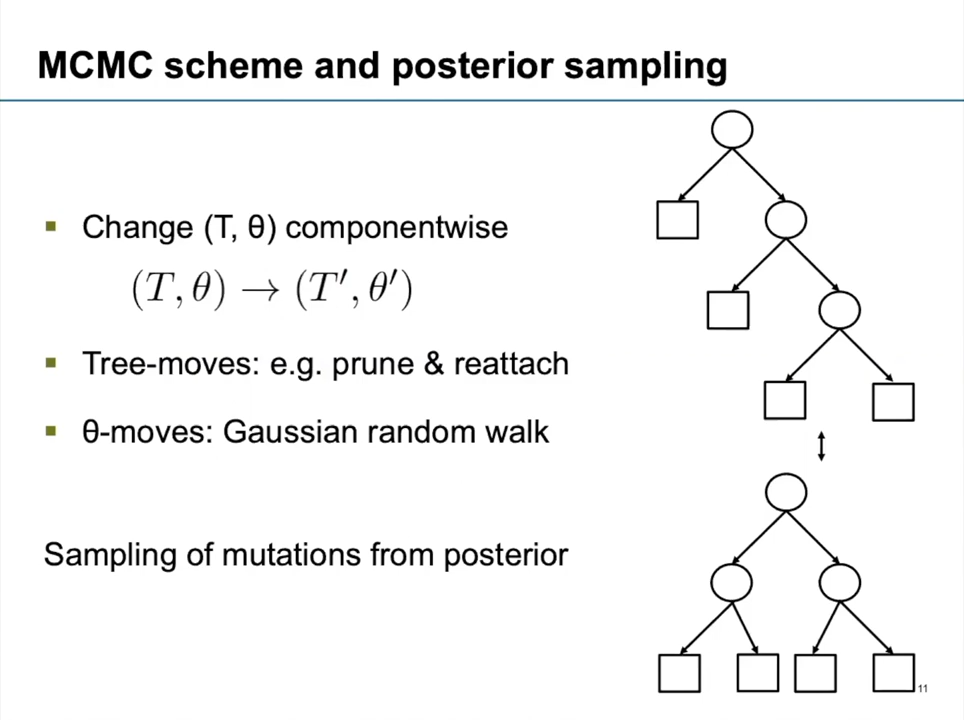 MCMC scheme and posterior sampling
▪ Change (T, θ) componentwise
(T, θ) → (T′, θ′)
▪ Tree-moves: e.g. prune & reattach
▪ θ-moves: Gaussian random walk
Sampling of mutations from posterior
11